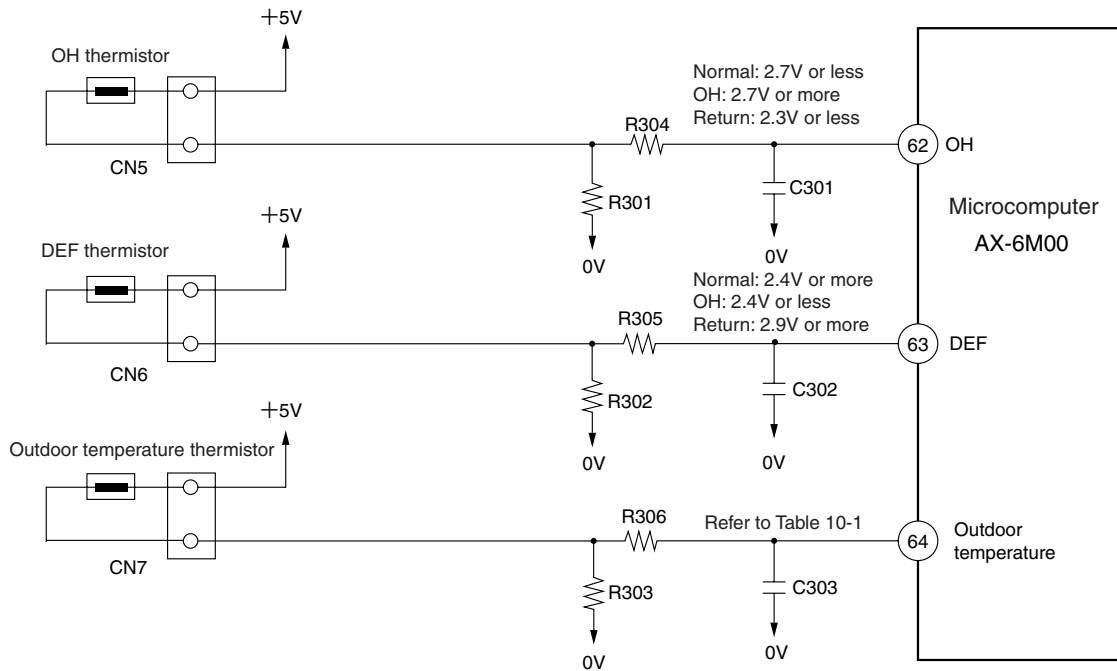 +5V
OH thermistor
CN5
Normal: 2.7V or less
OH: 2.7V or more
Return: 2.3V or less
R304
R301
0V
C301
0V
62
OH
Microcomputer
AX-6M00
+5V
DEF thermistor
CN6
Normal: 2.4V or more
OH: 2.4V or less
Return: 2.9V or more
R305
R302
0V
C302
0V
63
DEF
+5V
Outdoor temperature thermistor
CN7
R306
Refer to Table 10-1
R303
0V
C303
0V
64
Outdoor
temperature